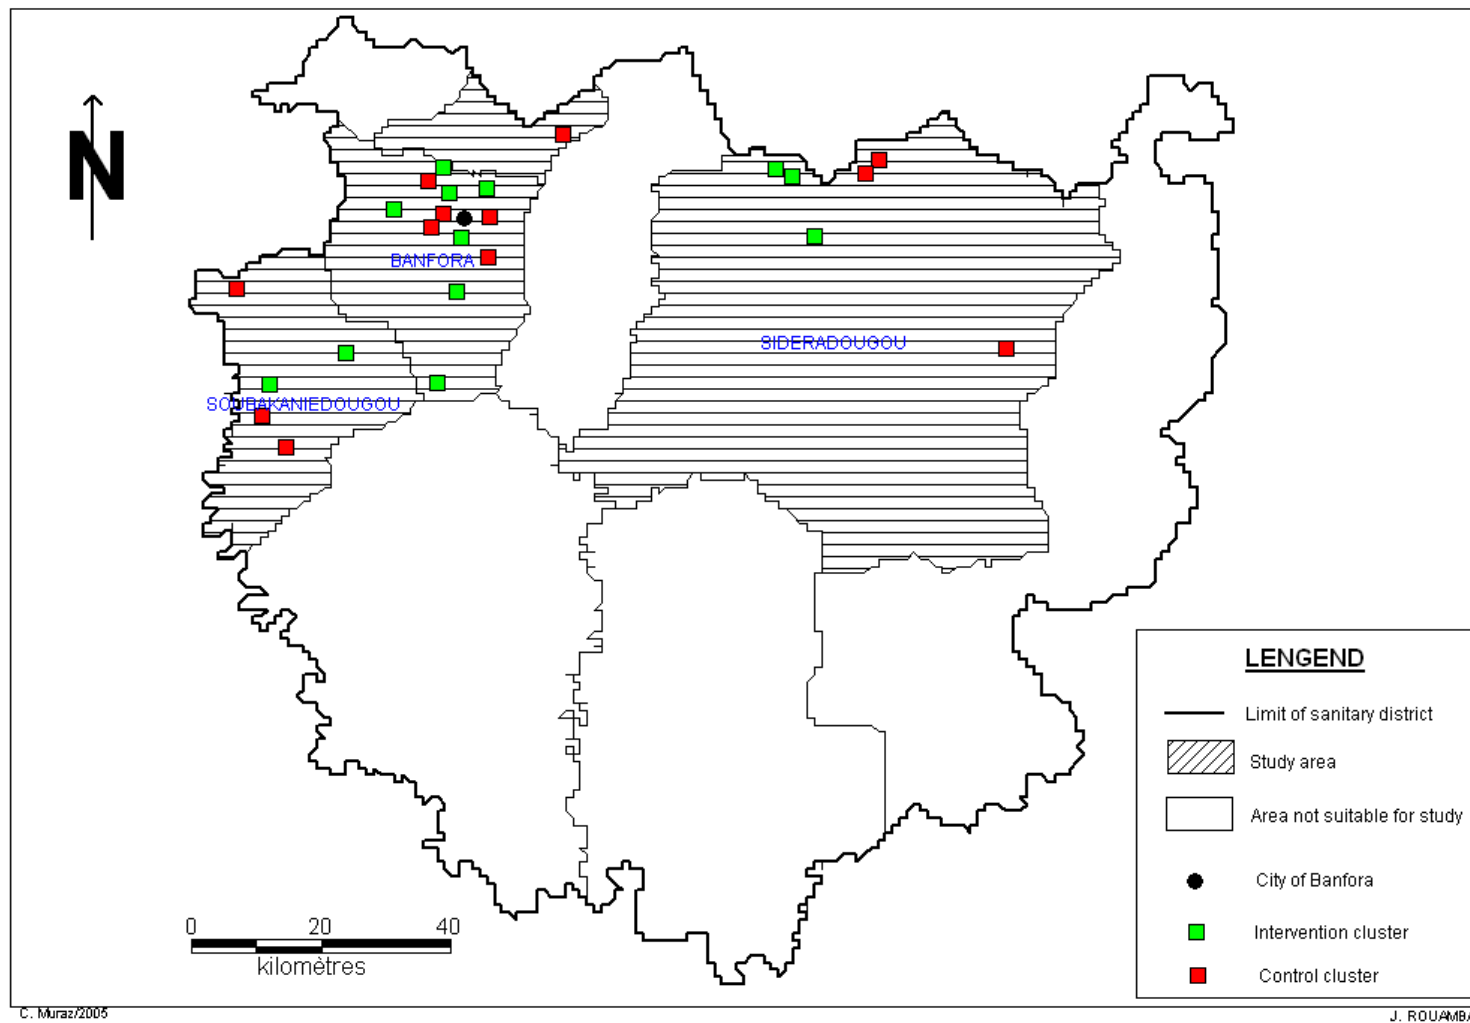 N
BANFORA
SIDERADOUGOU
SOUBAKANIEDOUGOU
LENGEND
Limit of sanitary district
Study area
Area not suitable for study
City of Banfora
Intervention cluster
Control cluster
0 20 40
kilomètres
C. Muraz/2005
J. ROUAMBA